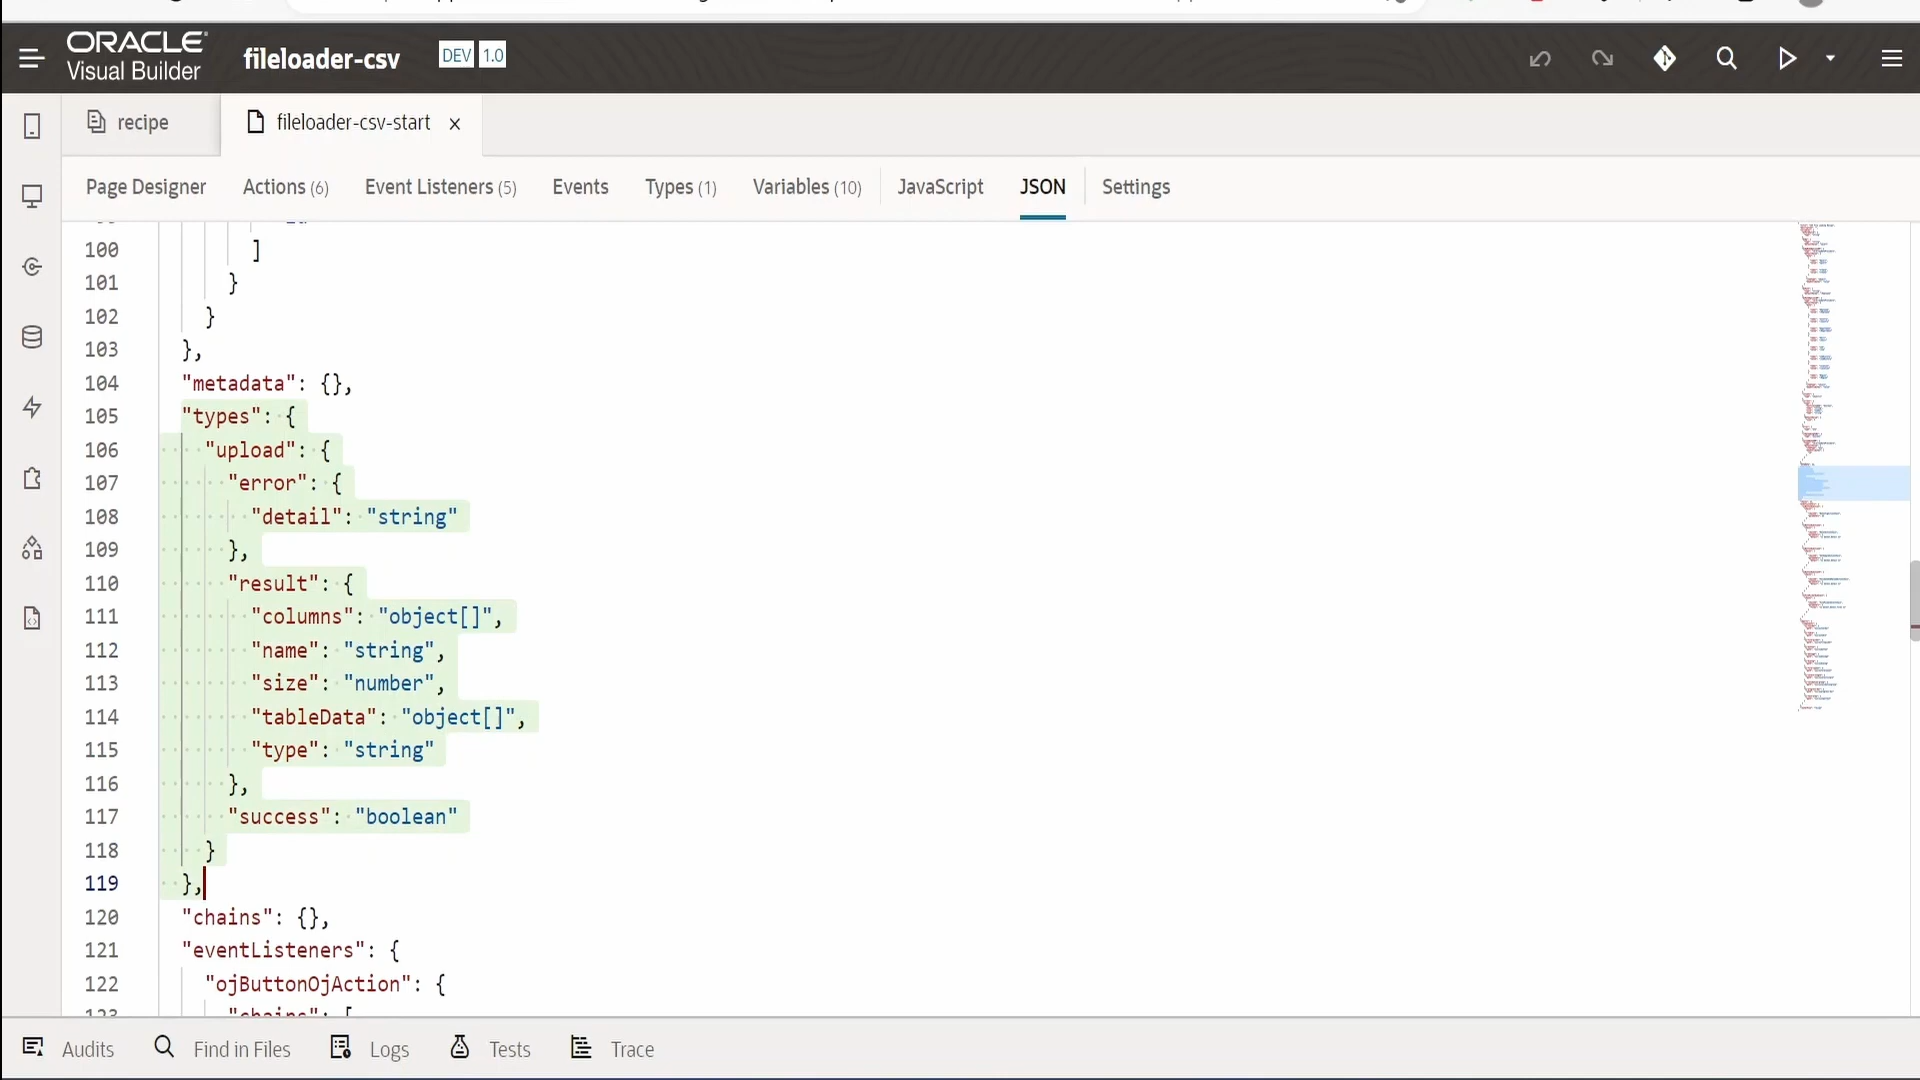 ORACLE
Visual Builder
fileloader-csv
DEV 1.0
recipe
fileloader-csv-start x
Page Designer
Actions (6)
Event Listeners (5)
Events
Types (1)
Variables (10)
JavaScript
JSON
Settings
100 ]
101 }
102 }
103 },
104 "metadata": {},
105 "types": {
106 "upload": {
107 "error": {
108 "detail": "string"
109 },
110 "result": {
111 "columns": "object[]",
112 "name": "string",
113 "size": "number",
114 "tableData": "object[]",
115 "type": "string"
116 },
117 "success": "boolean"
118 }
119 },
120 "chains": {},
121 "eventListeners": {
122 "ojButtonOjAction": {
123 "chains": [
Audits
Find in Files
Logs
Tests
Trace